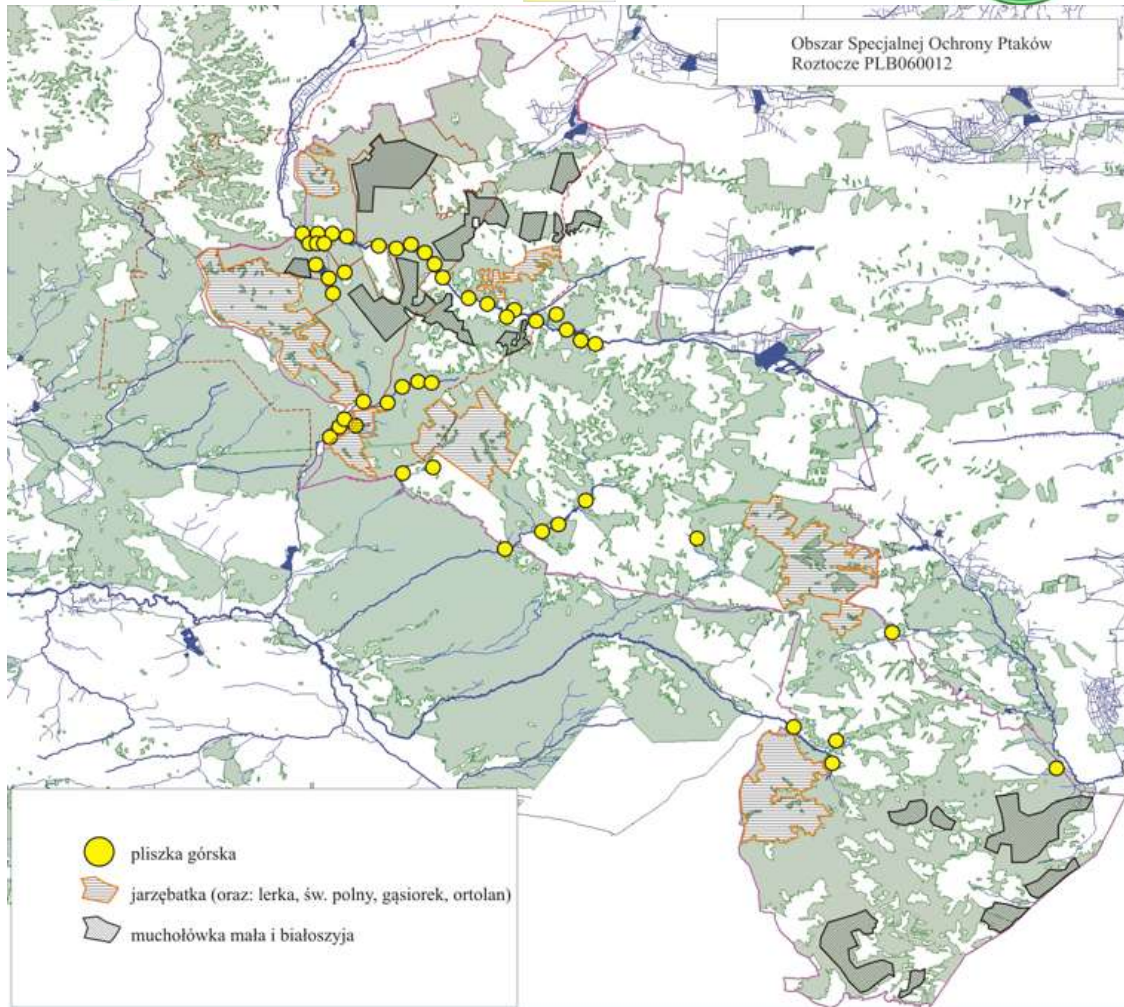 Obszar Specjalnej Ochrony Ptaków
Roztocze PLB060012
pliszka górska
jarzębatka (oraz: lerka, św. polny, gąsiorek, ortolan)
muchołówka mała i białoszyja